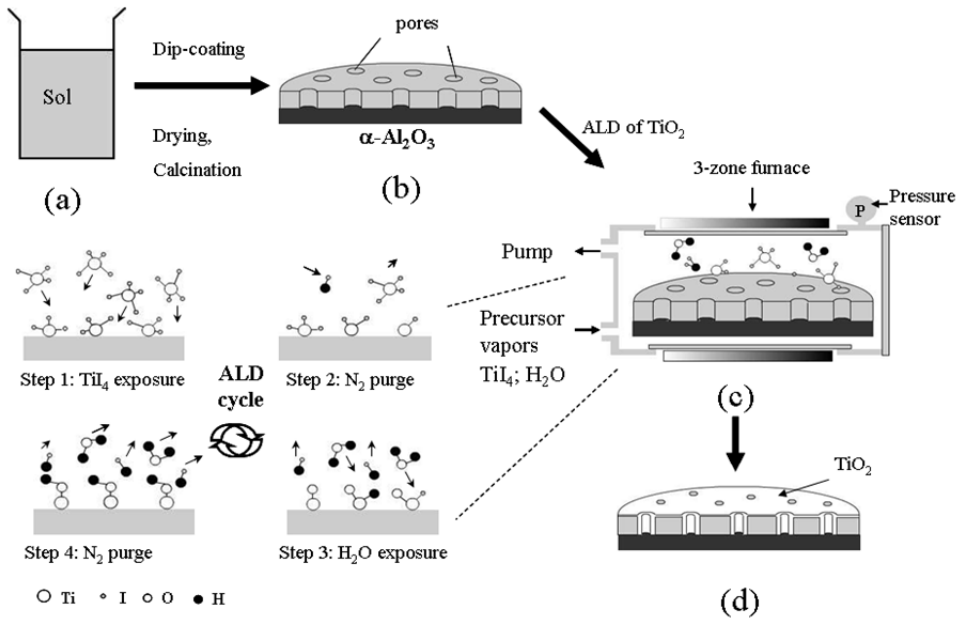 Sol
(a)
Dip-coating
Drying,
Calcination
pores
α-Al₂O₃
(b)
ALD of TiO₂
3-zone furnace
P
Pressure
sensor
Pump
Precursor
vapors
TiI₄; H₂O
(c)
Step 1: TiI₄ exposure
Step 2: N₂ purge
ALD
cycle
Step 4: N₂ purge
Step 3: H₂O exposure
Ti I O H
TiO₂
(d)